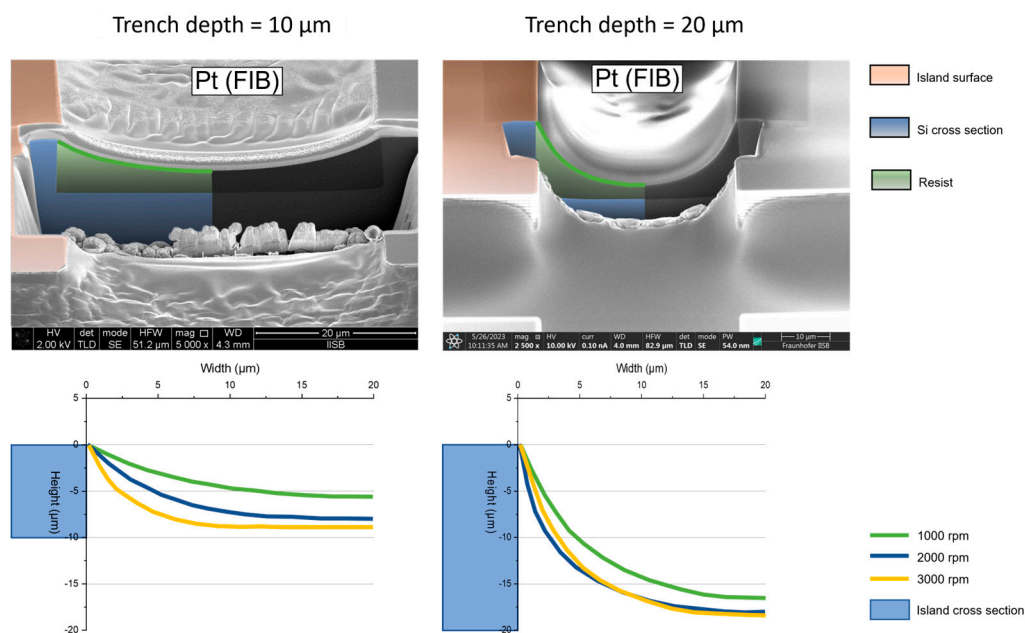 Trench depth = 10 µm
Trench depth = 20 µm
Pt (FIB)
Pt (FIB)
Island surface
Si cross section
Resist
HV det mode HFW mag WD 20 µm
2.00 kV TLD SE 51.2 µm 5 000 x 4.3 mm IISB
5/26/2023 mag HV curr WD HFW det mode PW 10 µm
10:11:35 AM 2 500 x 10.00 kV 0.10 nA 4.0 mm 82.9 µm TLD SE 54.0 nm Fraunhofer IISB
Width (µm)
0 5 10 15 20
5
0
-5
-10
-15
-20
Height (µm)
Width (µm)
0 5 10 15 20
5
0
-5
-10
-15
-20
Height (µm)
1000 rpm
2000 rpm
3000 rpm
Island cross section